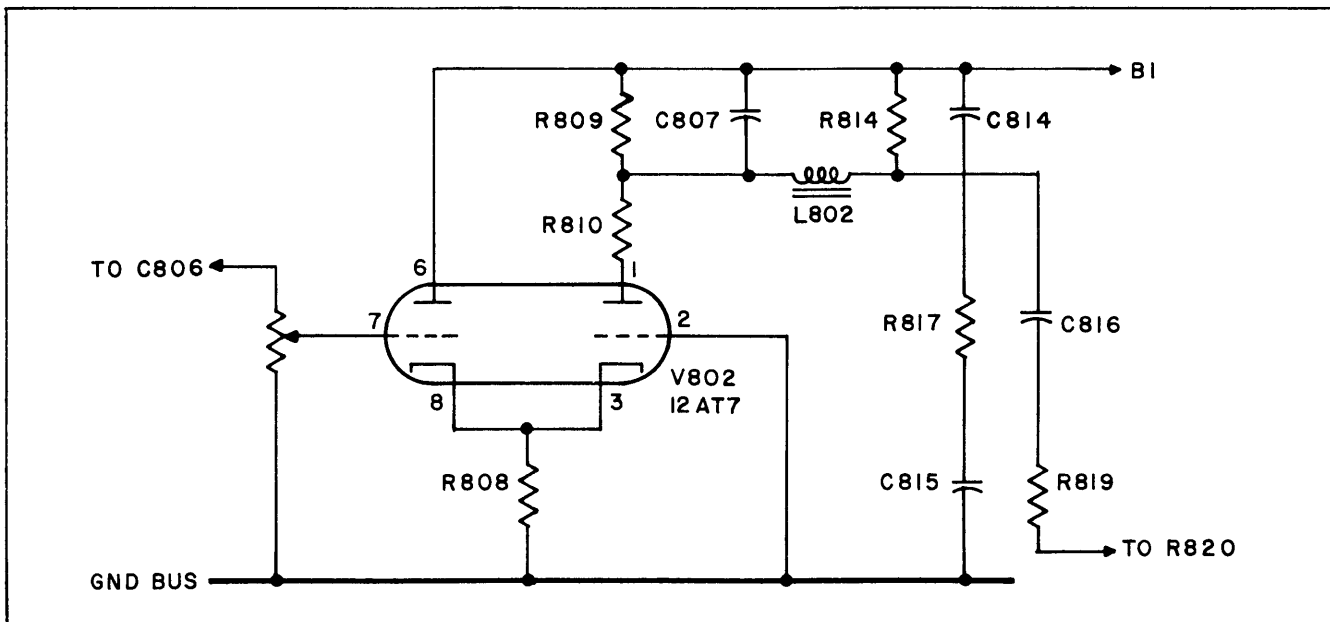 B1
R809
C807
R814
C814
L802
R810
TO C806
6
1
7
2
R817
C816
V802
12AT7
8
3
R808
C815
R819
TO R820
GND BUS